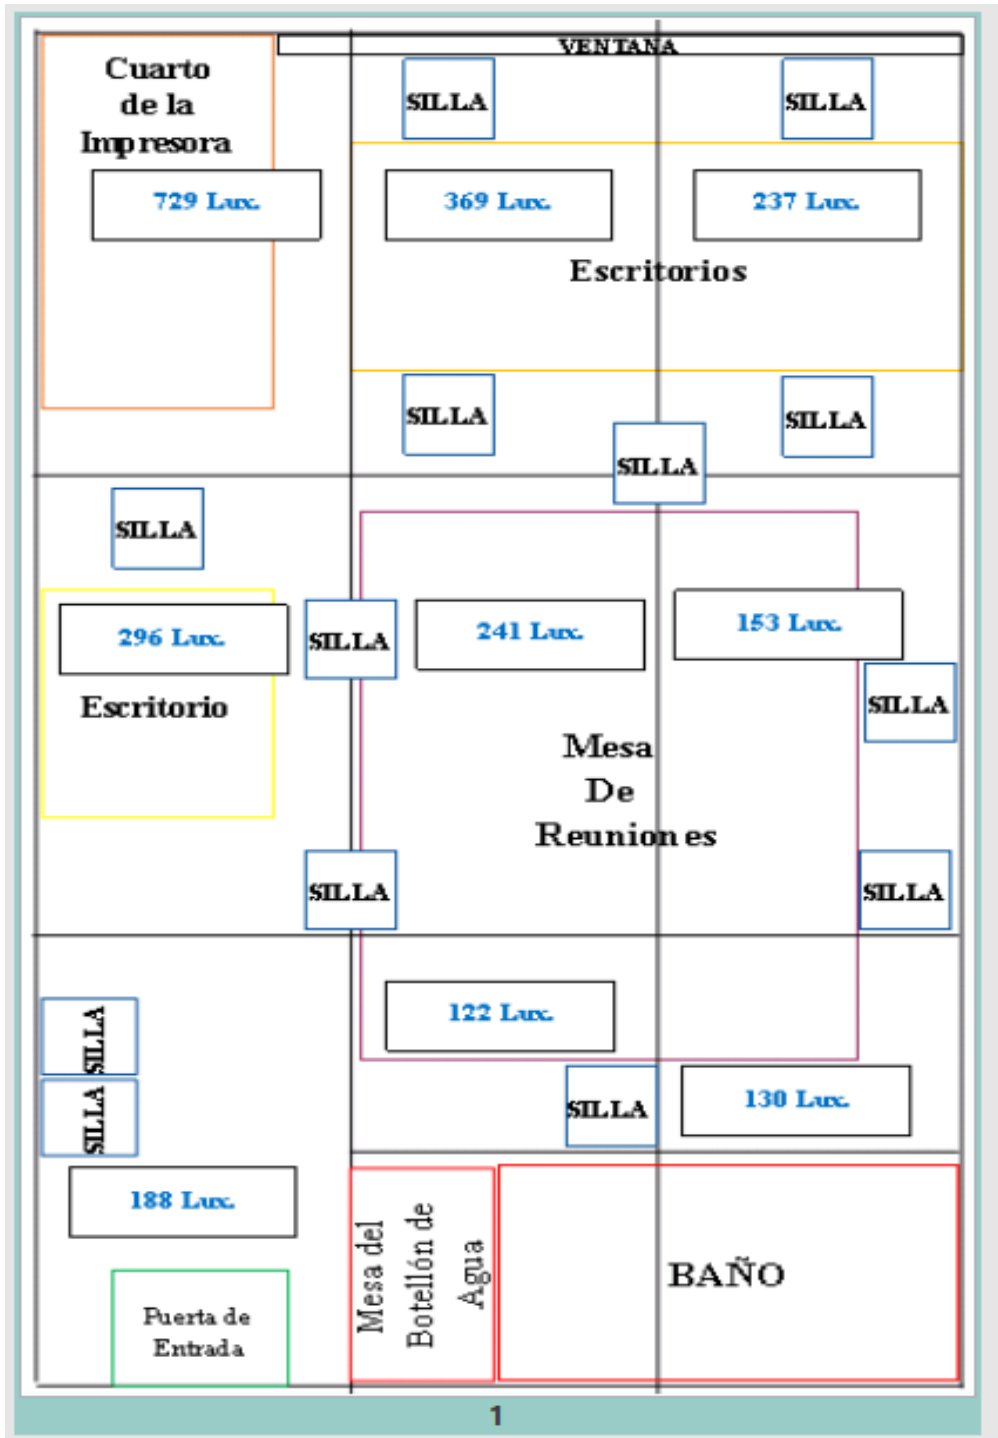 VENTANA
Cuarto
de la
Impresora
SILLA
SILLA
729 Lux.
369 Lux.
237 Lux.
Escritorios
SILLA
SILLA
SILLA
SILLA
296 Lux.
SILLA
241 Lux.
153 Lux.
Escritorio
SILLA
Mesa
De
Reuniones
SILLA
SILLA
SILLA
SILLA
122 Lux.
SILLA
130 Lux.
188 Lux.
Puerta de
Entrada
Mesa del
Botellón de
Agua
BAÑO
1